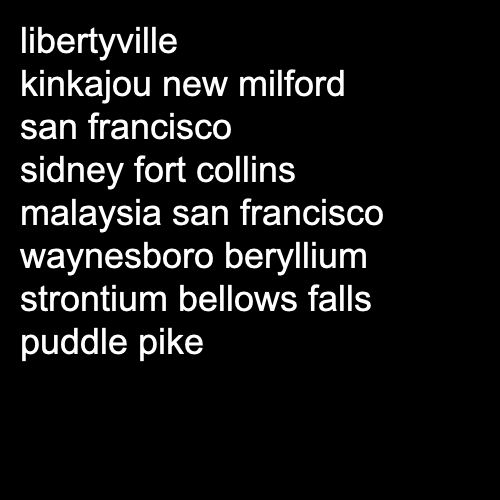 libertyville
kinkajou new milford
san francisco
sidney fort collins
malaysia san francisco
waynesboro beryllium
strontium bellows falls
puddle pike